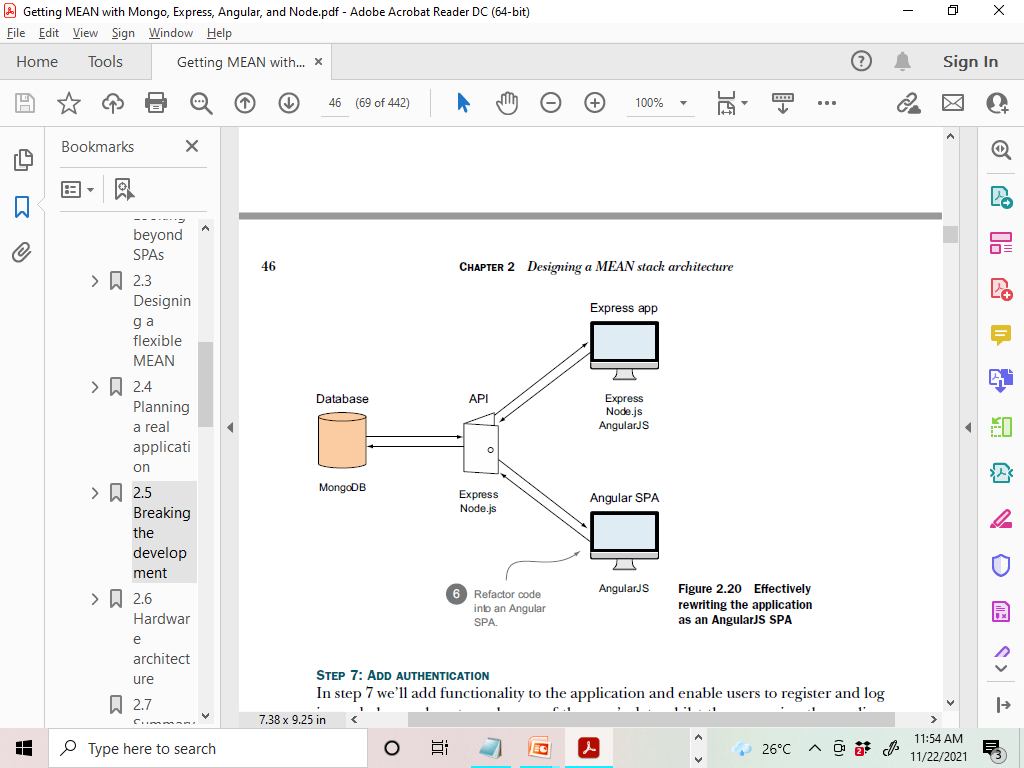 Getting MEAN with Mongo, Express, Angular, and Node.pdf - Adobe Acrobat Reader DC (64-bit)
File Edit View Sign Window Help
Home Tools Getting MEAN with... × Sign In
46 (69 of 442) 100%
Bookmarks
beyond
SPAs
2.3
Designin
g a
flexible
MEAN
2.4
Planning
a real
applicati
on
2.5
Breaking
the
develop
ment
2.6
Hardwar
e
architect
ure
2.7
46 CHAPTER 2 Designing a MEAN stack architecture
Express app
Express
Node.js
AngularJS
Database
MongoDB
API
Express
Node.js
Angular SPA
AngularJS
6 Refactor code
into an Angular
SPA.
Figure 2.20 Effectively
rewriting the application
as an AngularJS SPA
STEP 7: ADD AUTHENTICATION
In step 7 we'll add functionality to the application and enable users to register and log
7.38 x 9.25 in
Type here to search
2
26°C
11:54 AM
11/22/2021
3